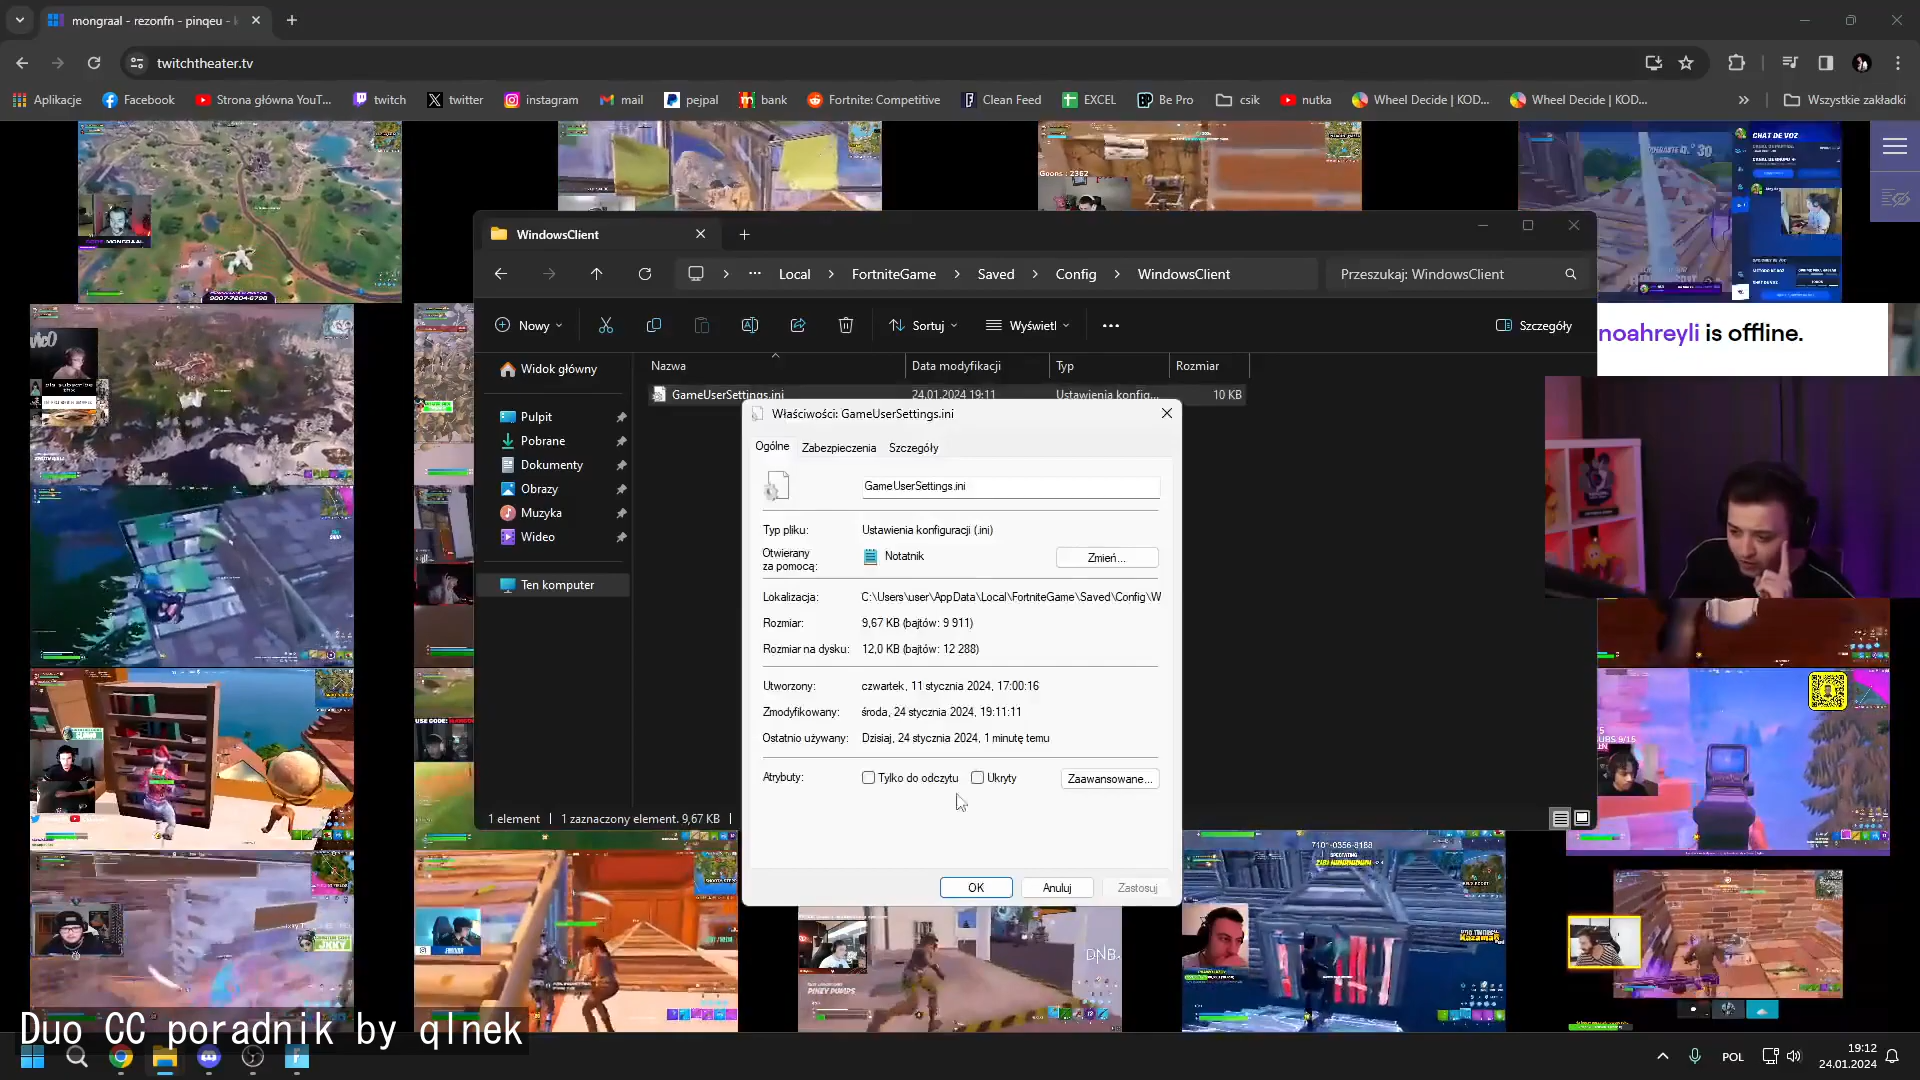 mongraal - rezonfn - pinqeu -
twitchtheater.tv
Aplikacje
Facebook
Strona główna YouT...
twitch
twitter
instagram
mail
pejpal
bank
Fortnite: Competitive
Clean Feed
EXCEL
Be Pro
csik
nutka
Wheel Decide | KOD...
Wheel Decide | KOD...
Wszystkie zakładki
CHAT DE VOZ
Goons : 2362
WindowsClient
Local
FortniteGame
Saved
Config
WindowsClient
Przeszukaj: WindowsClient
Nowy
Sortuj
Wyświetl
Szczegóły
noahreyli is offline.
Widok główny
Pulpit
Pobrane
Dokumenty
Obrazy
Muzyka
Wideo
Ten komputer
Nazwa
Data modyfikacji
Typ
Rozmiar
GameUserSettings.ini
24.01.2024 19:11
Ustawienia konfig...
10 KB
Właściwości: GameUserSettings.ini
Ogólne
Zabezpieczenia
Szczegóły
GameUserSettings.ini
Typ pliku:
Ustawienia konfiguracji (.ini)
Otwierany za pomocą:
Notatnik
Zmień...
Lokalizacja:
C:\Users\user\AppData\Local\FortniteGame\Saved\Config\W
Rozmiar:
9,67 KB (bajtów: 9 911)
Rozmiar na dysku:
12,0 KB (bajtów: 12 288)
Utworzony:
czwartek, 11 stycznia 2024, 17:00:16
Zmodyfikowany:
środa, 24 stycznia 2024, 19:11:11
Ostatnio używany:
Dzisiaj, 24 stycznia 2024, 1 minutę temu
Atrybuty:
Tylko do odczytu
Ukryty
Zaawansowane...
OK
Anuluj
Zastosuj
1 element
1 zaznaczony element. 9,67 KB
DNB
Duo CC poradnik by qlnek
POL
19:12
24.01.2024